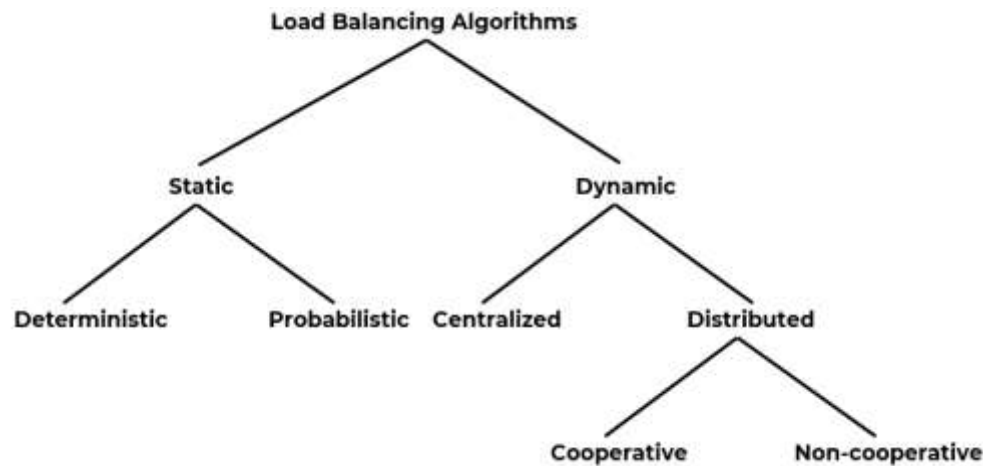 Load Balancing Algorithms
Static
Dynamic
Deterministic
Probabilistic
Centralized
Distributed
Cooperative
Non-cooperative